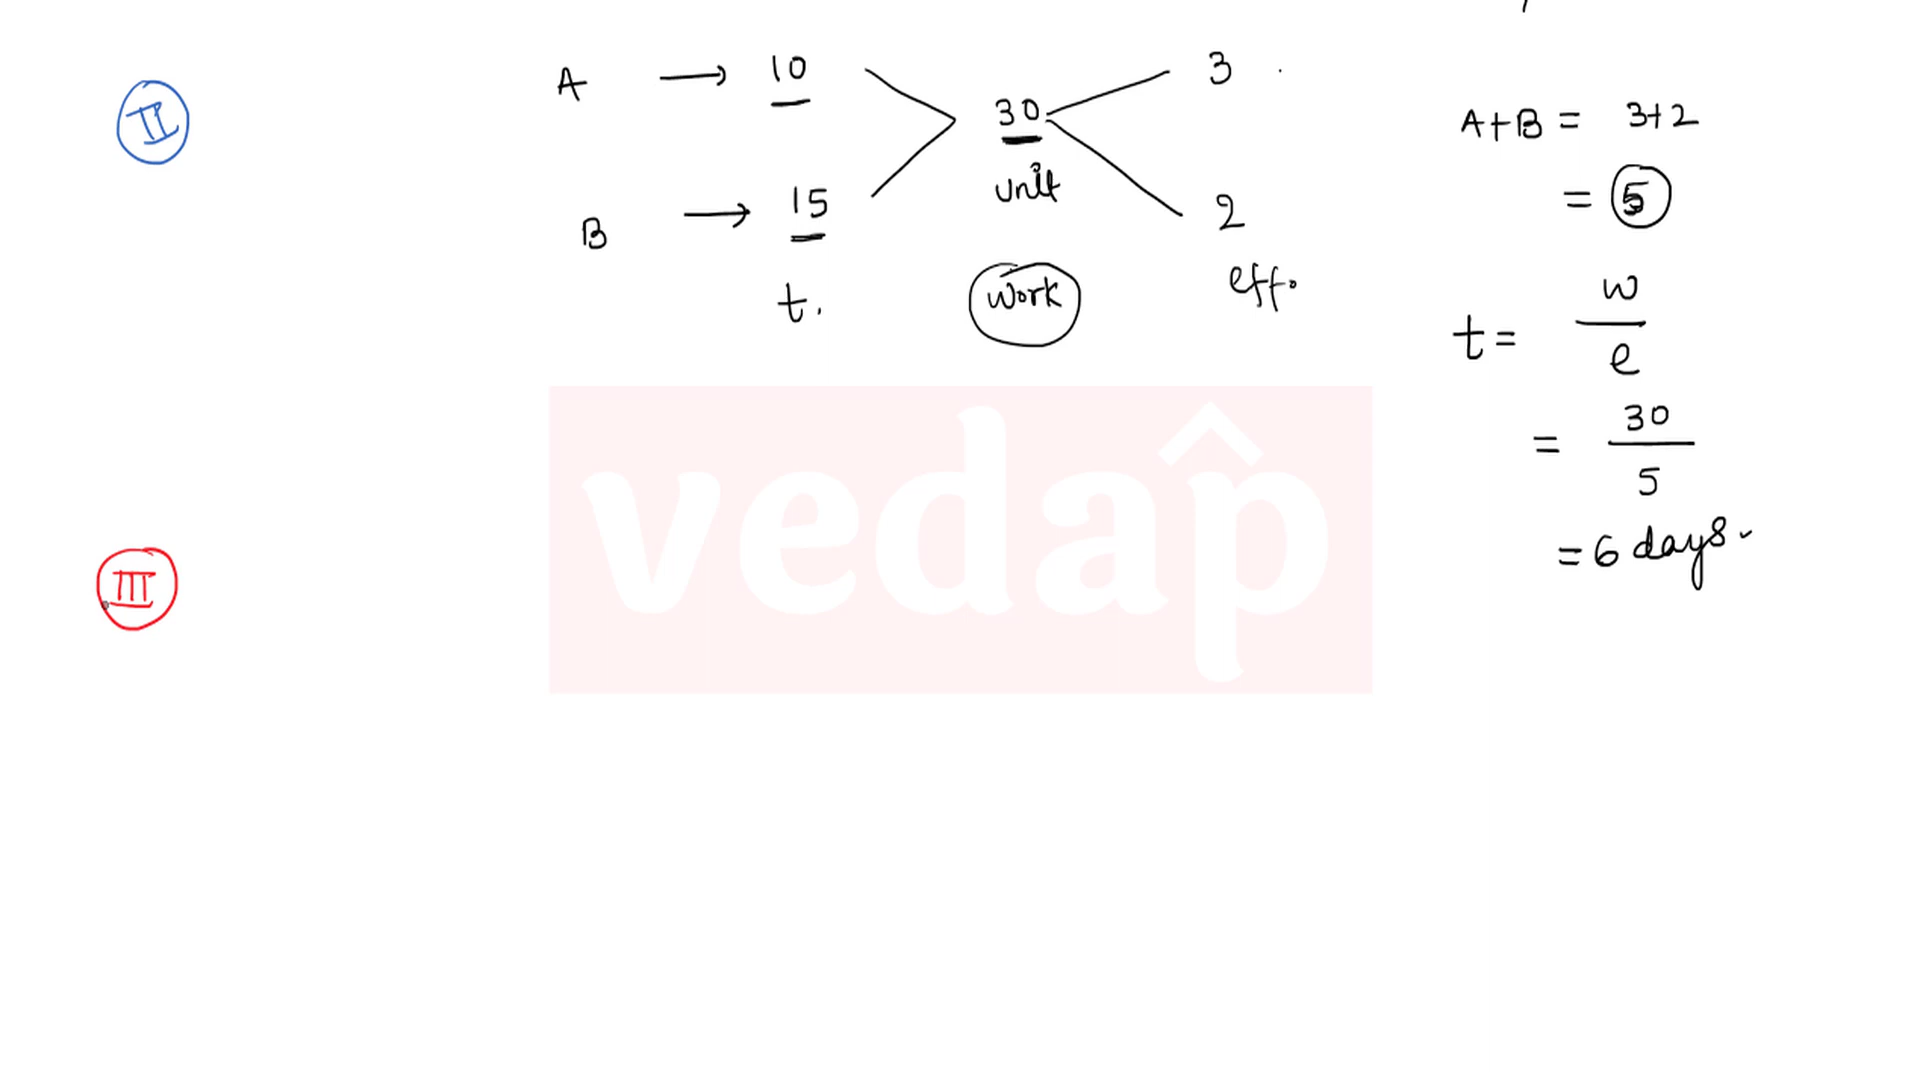 II
A → 10
30 unit
3
B → 15
2
t.
work
eff.
A+B = 3+2
= 5
t = w/e
= 30/5
= 6 days.
vedap
III